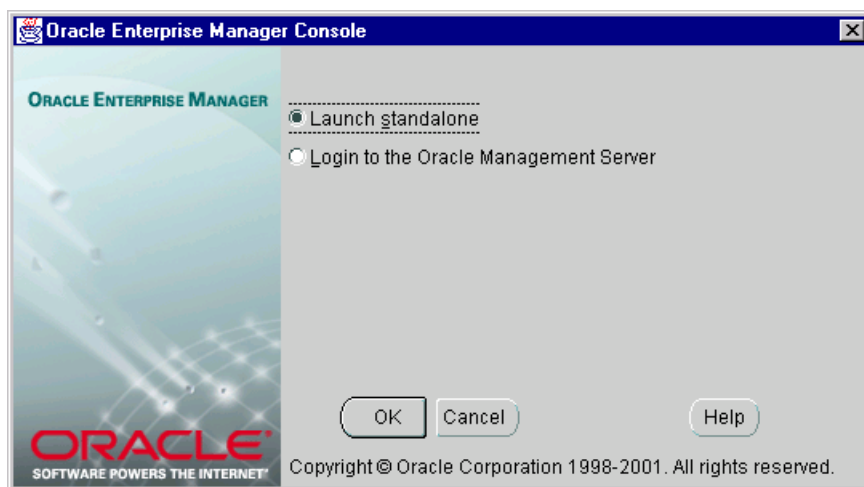 Oracle Enterprise Manager Console
ORACLE ENTERPRISE MANAGER
Launch standalone
Login to the Oracle Management Server
OK
Cancel
Help
ORACLE®
SOFTWARE POWERS THE INTERNET™
Copyright © Oracle Corporation 1998-2001. All rights reserved.